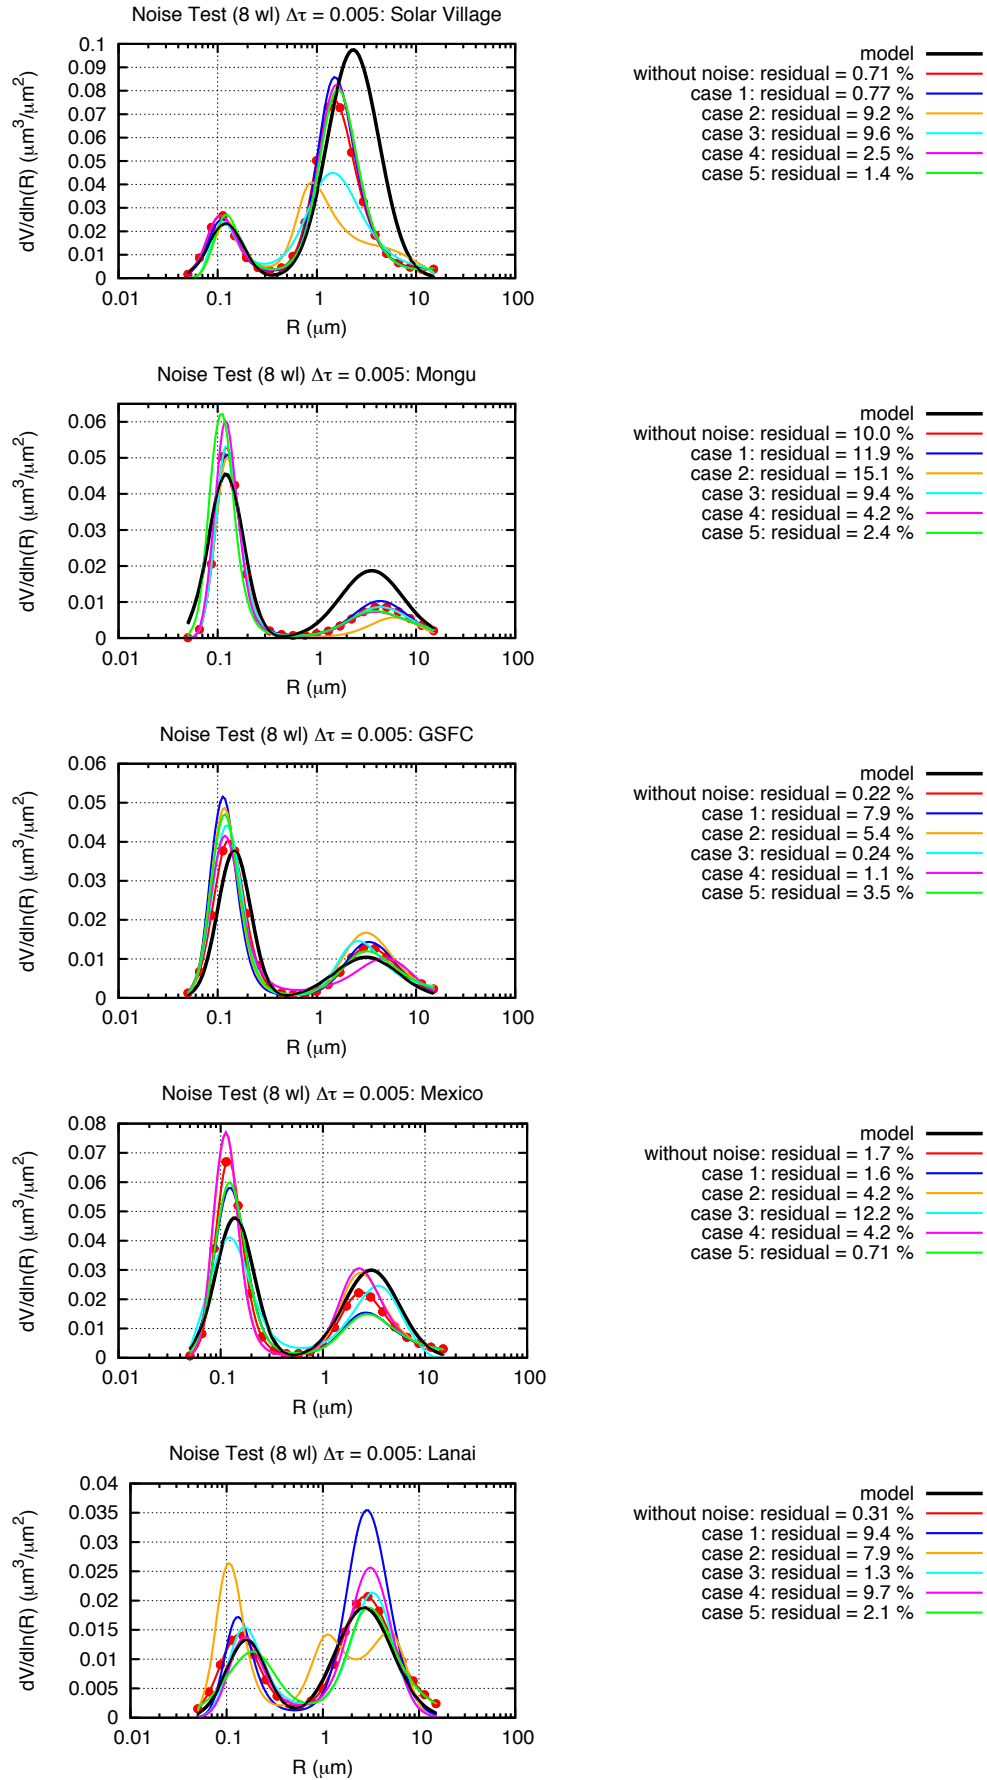 Noise Test (8 wl) Δτ = 0.005: Solar Village
dV/dln(R) (μm³/μm²)
0.1
0.09
0.08
0.07
0.06
0.05
0.04
0.03
0.02
0.01
0
0.01 0.1 1 10 100
R (μm)
model
without noise: residual = 0.71 %
case 1: residual = 0.77 %
case 2: residual = 9.2 %
case 3: residual = 9.6 %
case 4: residual = 2.5 %
case 5: residual = 1.4 %
Noise Test (8 wl) Δτ = 0.005: Mongu
dV/dln(R) (μm³/μm²)
0.06
0.05
0.04
0.03
0.02
0.01
0
0.01 0.1 1 10 100
R (μm)
model
without noise: residual = 10.0 %
case 1: residual = 11.9 %
case 2: residual = 15.1 %
case 3: residual = 9.4 %
case 4: residual = 4.2 %
case 5: residual = 2.4 %
Noise Test (8 wl) Δτ = 0.005: GSFC
dV/dln(R) (μm³/μm²)
0.06
0.05
0.04
0.03
0.02
0.01
0
0.01 0.1 1 10 100
R (μm)
model
without noise: residual = 0.22 %
case 1: residual = 7.9 %
case 2: residual = 5.4 %
case 3: residual = 0.24 %
case 4: residual = 1.1 %
case 5: residual = 3.5 %
Noise Test (8 wl) Δτ = 0.005: Mexico
dV/dln(R) (μm³/μm²)
0.08
0.07
0.06
0.05
0.04
0.03
0.02
0.01
0
0.01 0.1 1 10 100
R (μm)
model
without noise: residual = 1.7 %
case 1: residual = 1.6 %
case 2: residual = 4.2 %
case 3: residual = 12.2 %
case 4: residual = 4.2 %
case 5: residual = 0.71 %
Noise Test (8 wl) Δτ = 0.005: Lanai
dV/dln(R) (μm³/μm²)
0.04
0.035
0.03
0.025
0.02
0.015
0.01
0.005
0
0.01 0.1 1 10 100
R (μm)
model
without noise: residual = 0.31 %
case 1: residual = 9.4 %
case 2: residual = 7.9 %
case 3: residual = 1.3 %
case 4: residual = 9.7 %
case 5: residual = 2.1 %